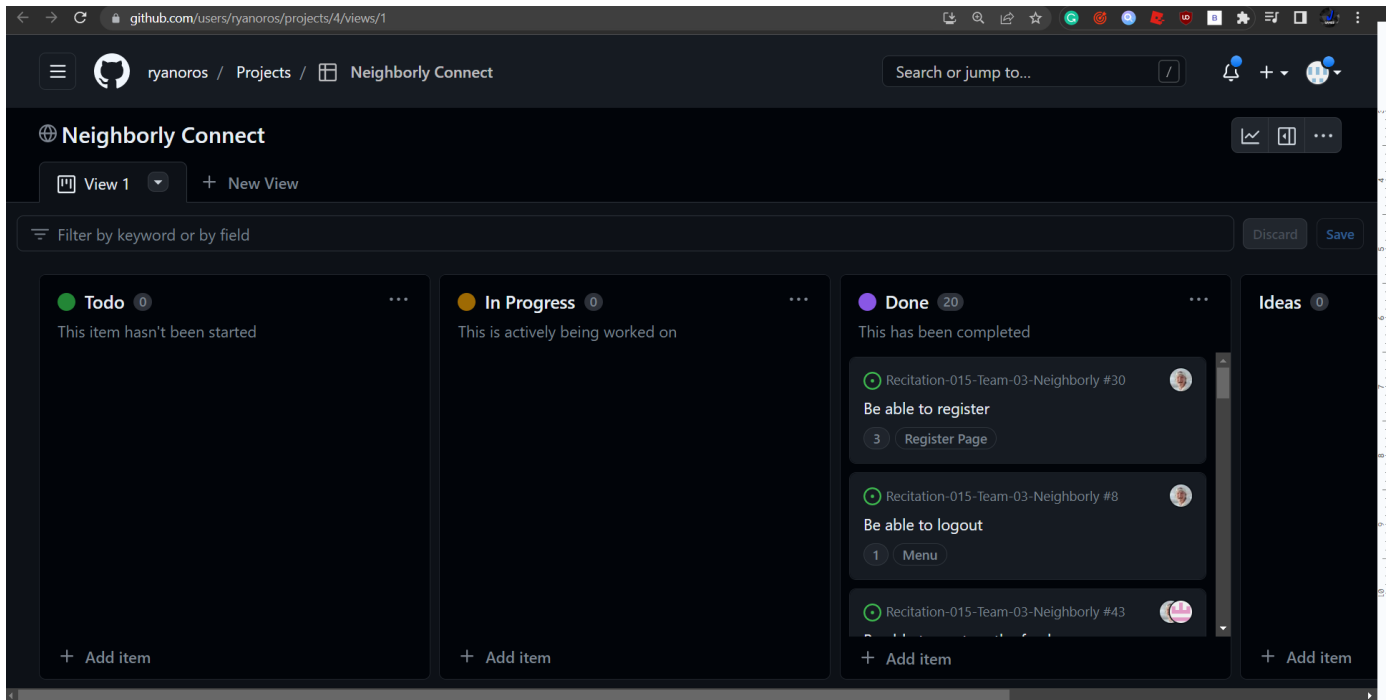 github.com/users/ryanoros/projects/4/views/1
ryanoros / Projects / Neighborly Connect
Search or jump to... /
Neighborly Connect
View 1
+ New View
Filter by keyword or by field
Discard
Save
Todo 0
This item hasn't been started
+ Add item
In Progress 0
This is actively being worked on
+ Add item
Done 20
This has been completed
Recitation-015-Team-03-Neighborly #30
Be able to register
3 Register Page
Recitation-015-Team-03-Neighborly #8
Be able to logout
1 Menu
Recitation-015-Team-03-Neighborly #43
+ Add item
Ideas 0
+ Add item